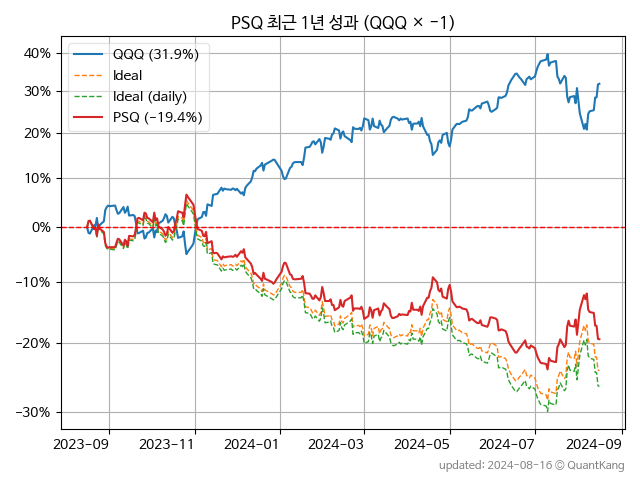 PSQ 최근 1년 성과 (QQQ × −1)
QQQ (31.9%)
Ideal
Ideal (daily)
PSQ (−19.4%)
40%
30%
20%
10%
0%
−10%
−20%
−30%
2023-09
2023-11
2024-01
2024-03
2024-05
2024-07
2024-09
updated: 2024-08-16 © QuantKang